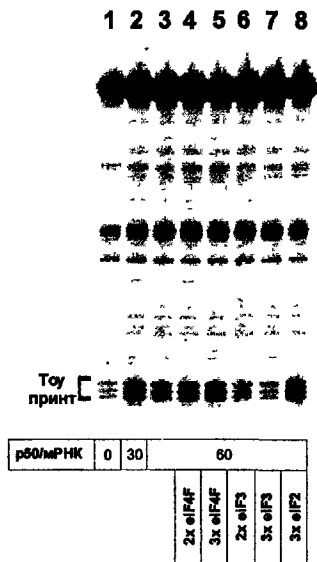 1 2 3 4 5 6 7 8
Тоу
принт
р50/мРНК 0 30 60
2x eIF4F
3x eIF4F
2x eIF3
3x eIF3
3x eIF2